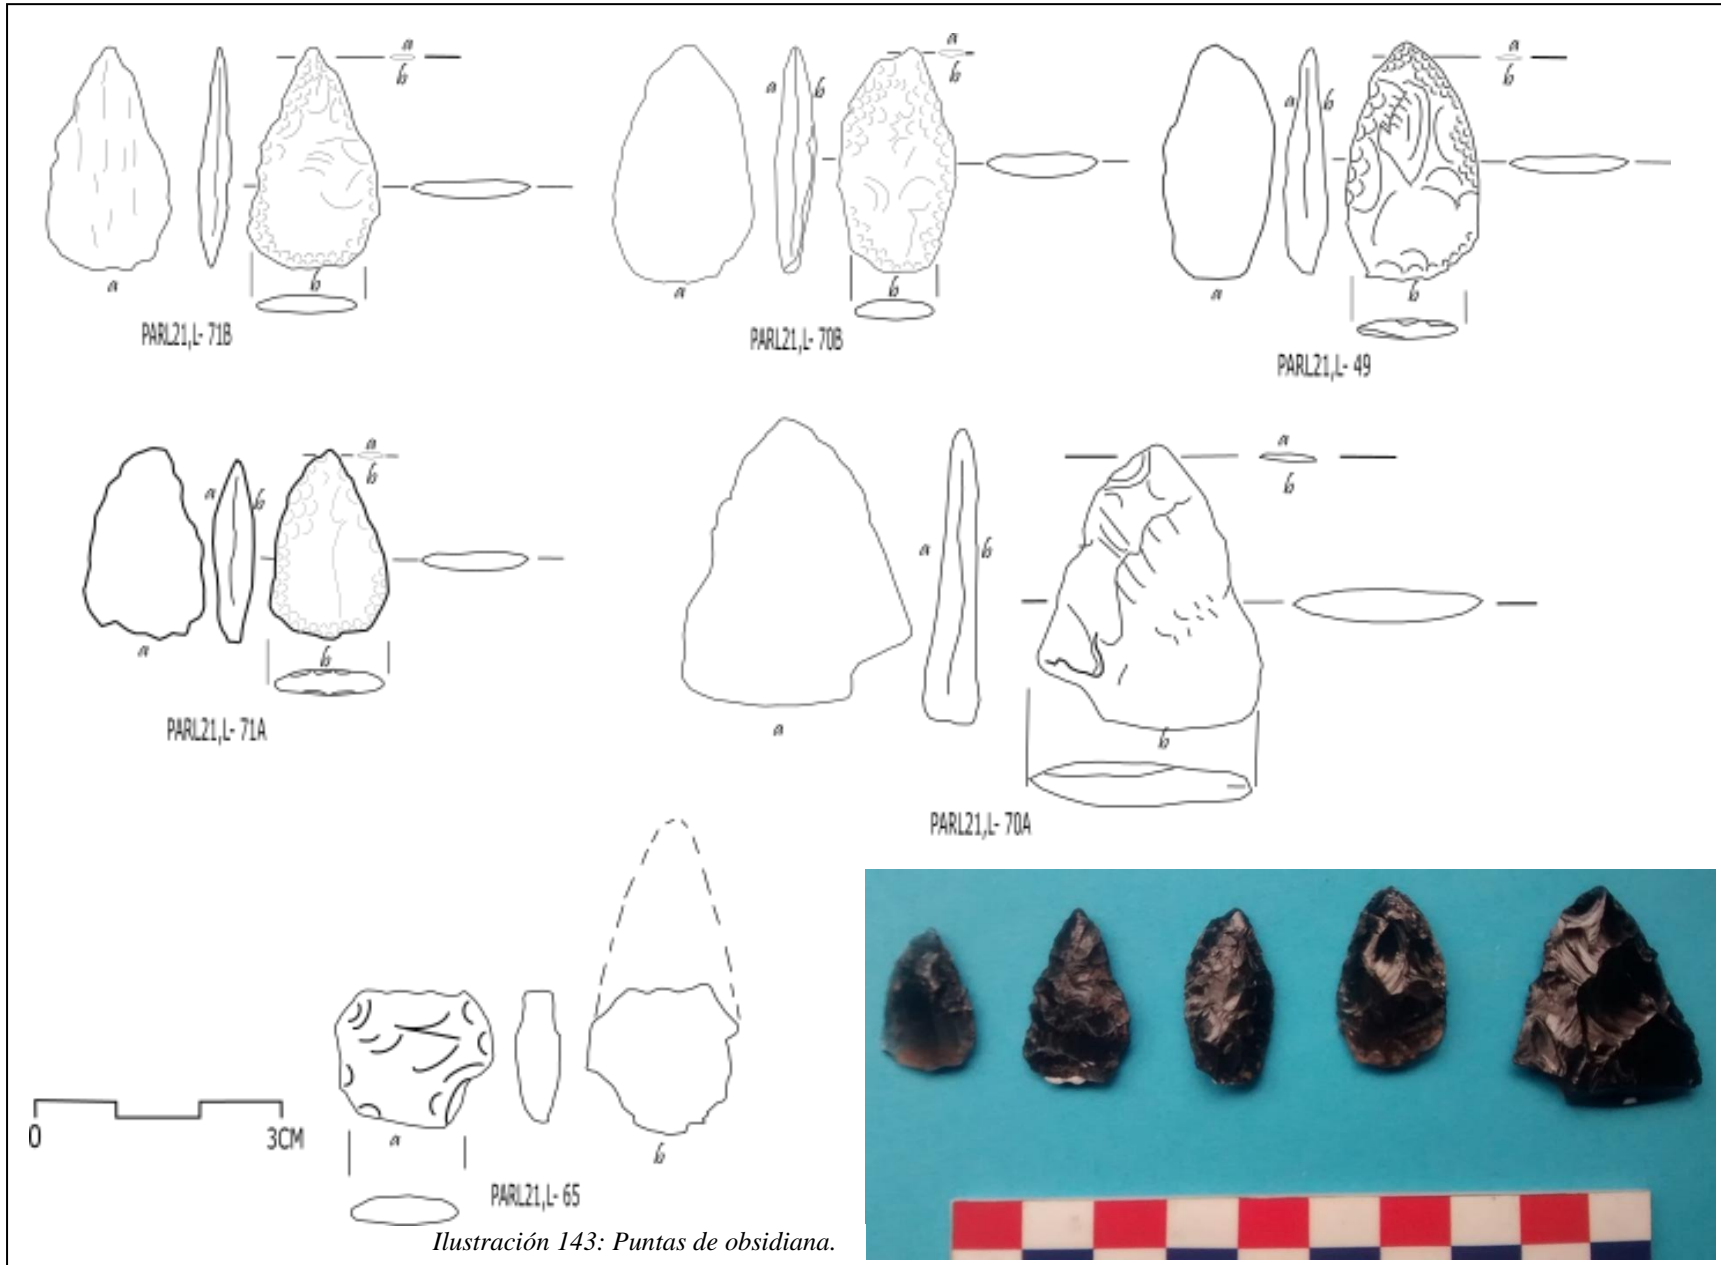 a
b
a
b
a
b
a
b
a
b
a
b
a
b
a
b
a
b
PARL21,L- 71B
PARL21,L- 70B
PARL21,L- 49
a
b
a
b
a
b
a
b
a
b
a
b
PARL21,L- 71A
PARL21,L- 70A
0
3CM
a
b
PARL21,L- 65
Ilustración 143: Puntas de obsidiana.